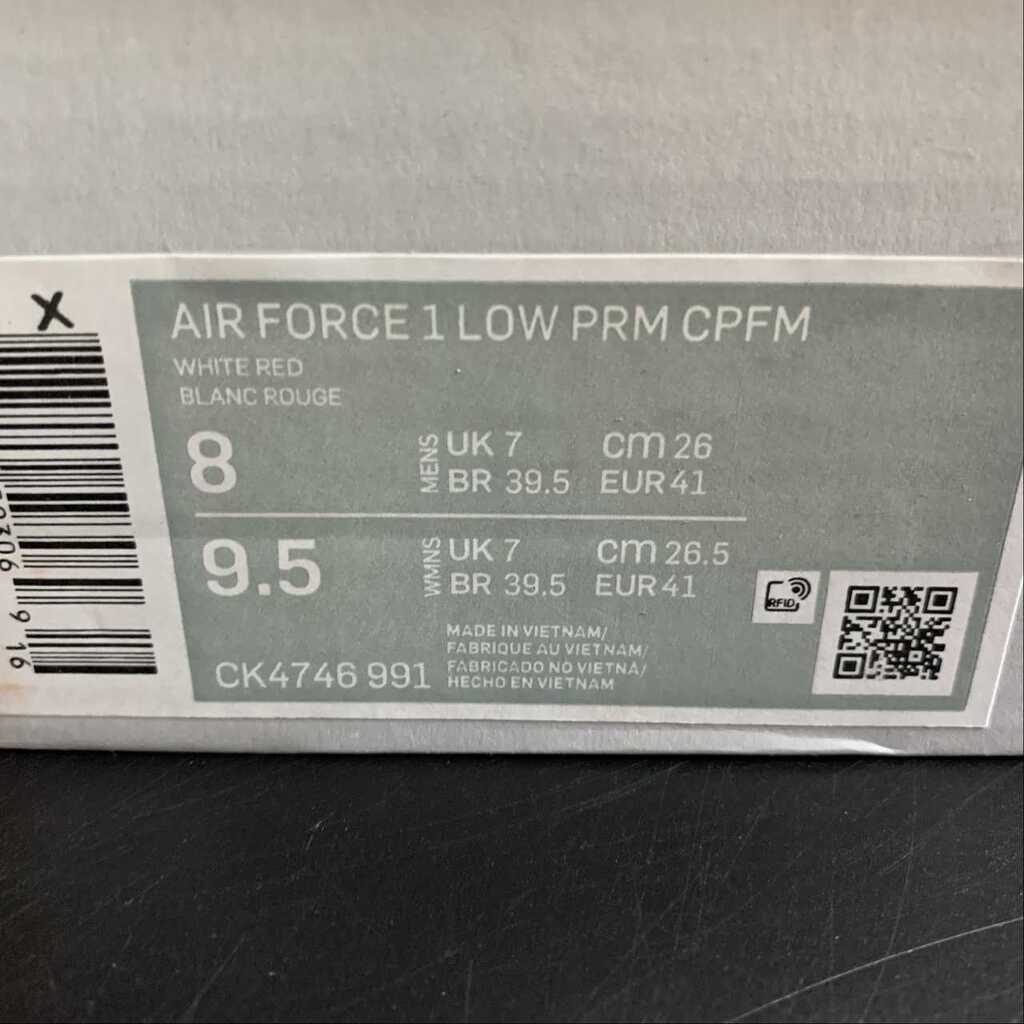 X
AIR FORCE 1 LOW PRM CPFM
WHITE RED
BLANC ROUGE
8
MENS
UK 7 CM 26
BR 39.5 EUR 41
9.5
WMNS
UK 7 CM 26.5
BR 39.5 EUR 41
MADE IN VIETNAM/
FABRIQUE AU VIETNAM/
FABRICADO NO VIETNA/
HECHO EN VIETNAM
CK4746 991
RFID
9 16